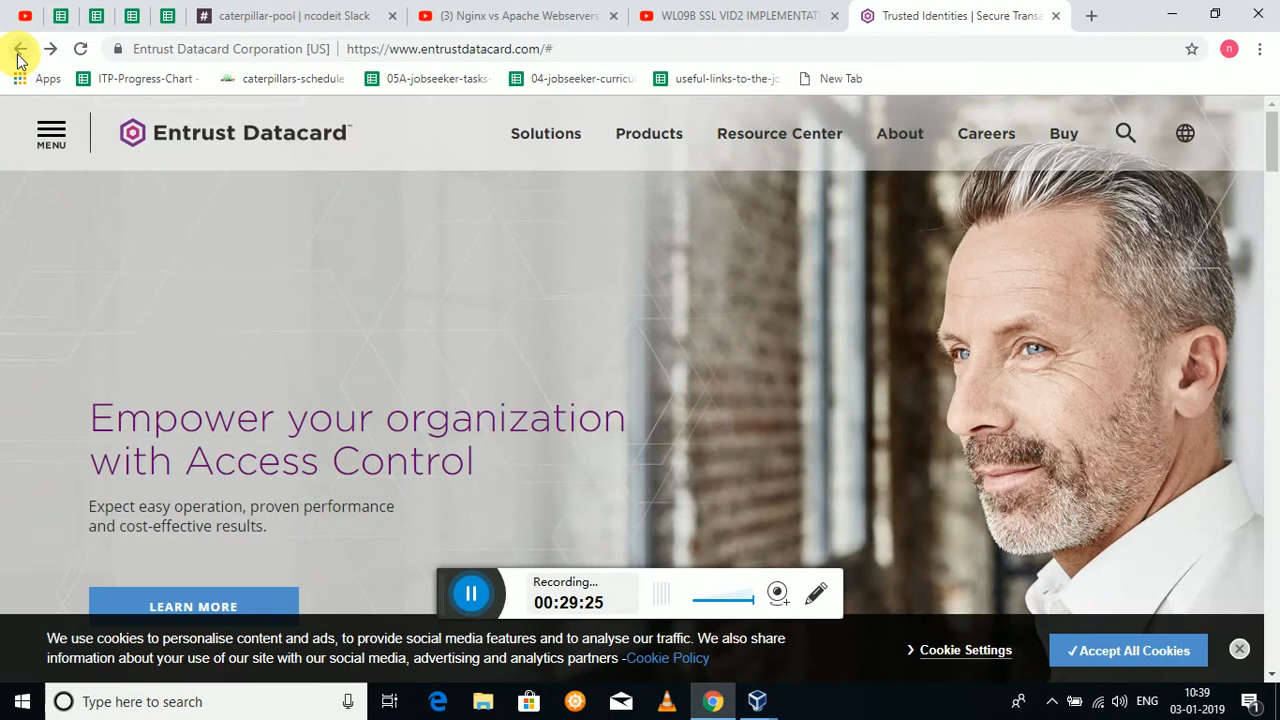 caterpillar-pool | ncodeit Slack
(3) Nginx vs Apache Webservers
WL09B SSL VID2 IMPLEMENTAT
Trusted Identities | Secure Transa
Entrust Datacard Corporation [US] | https://www.entrustdatacard.com/#
n
Apps
ITP-Progress-Chart -
caterpillars-schedule
05A-jobseeker-tasks-
04-jobseeker-curricu
useful-links-to-the-jo
New Tab
MENU
Entrust Datacard™
Solutions
Products
Resource Center
About
Careers
Buy
Empower your organization
with Access Control
Expect easy operation, proven performance
and cost-effective results.
LEARN MORE
Recording...
00:29:25
We use cookies to personalise content and ads, to provide social media features and to analyse our traffic. We also share
information about your use of our site with our social media, advertising and analytics partners -Cookie Policy
Cookie Settings
✓Accept All Cookies
Type here to search
ENG
10:39
03-01-2019
1